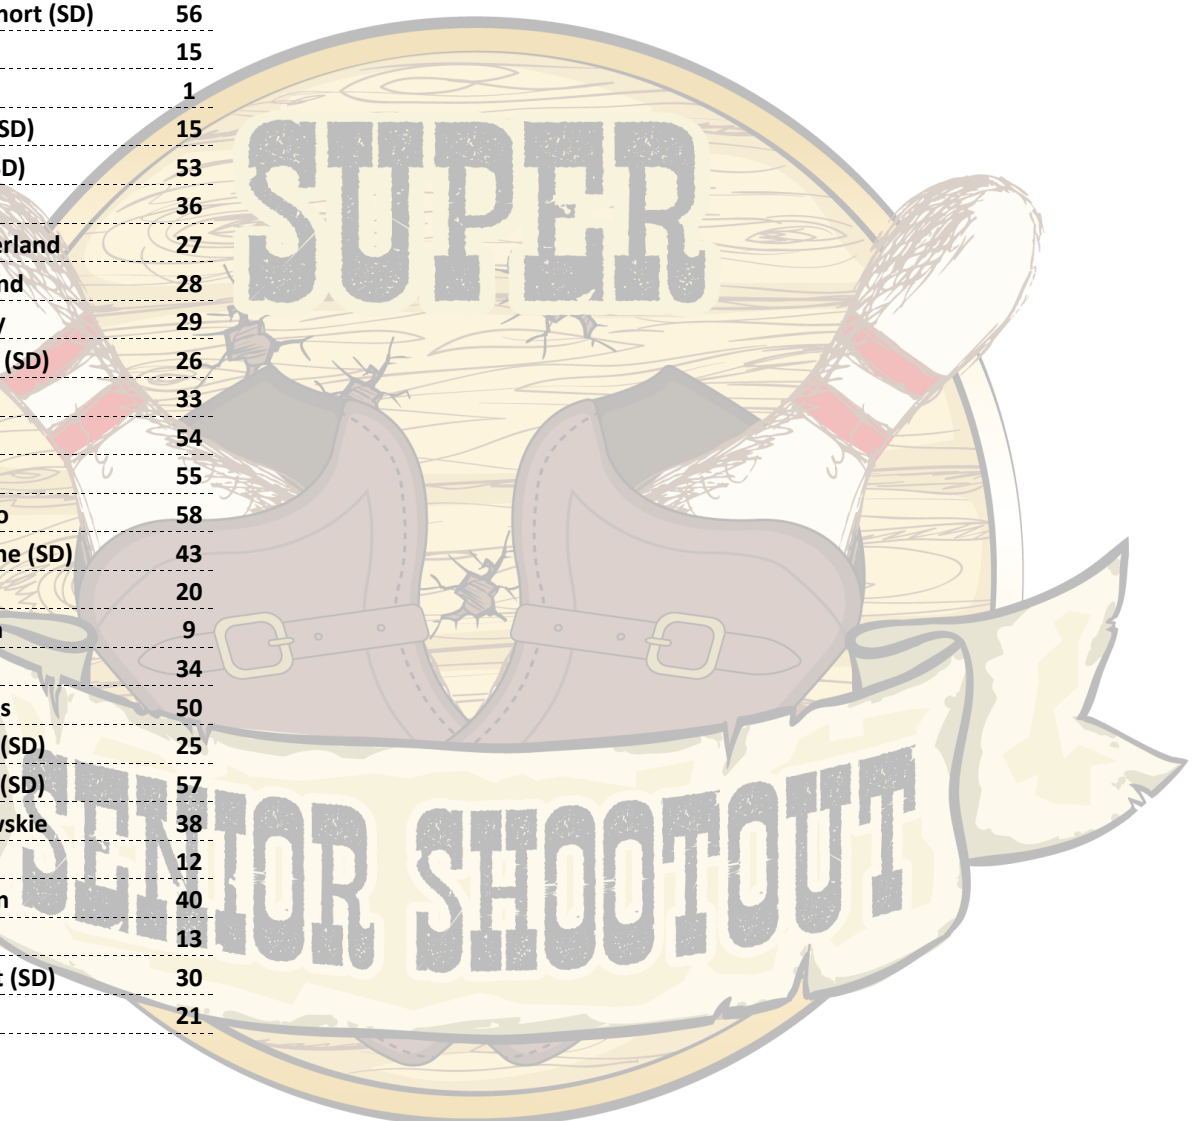 hort (SD) 56
15
1
SD) 15
SD) 53
36
erland 27
nd 28
y 29
(SD) 26
33
54
55
o 58
ne (SD) 43
20
n 9
34
s 50
(SD) 25
(SD) 57
wskie 38
12
n 40
13
t (SD) 30
21
SUPER
SENIOR SHOOTOUT